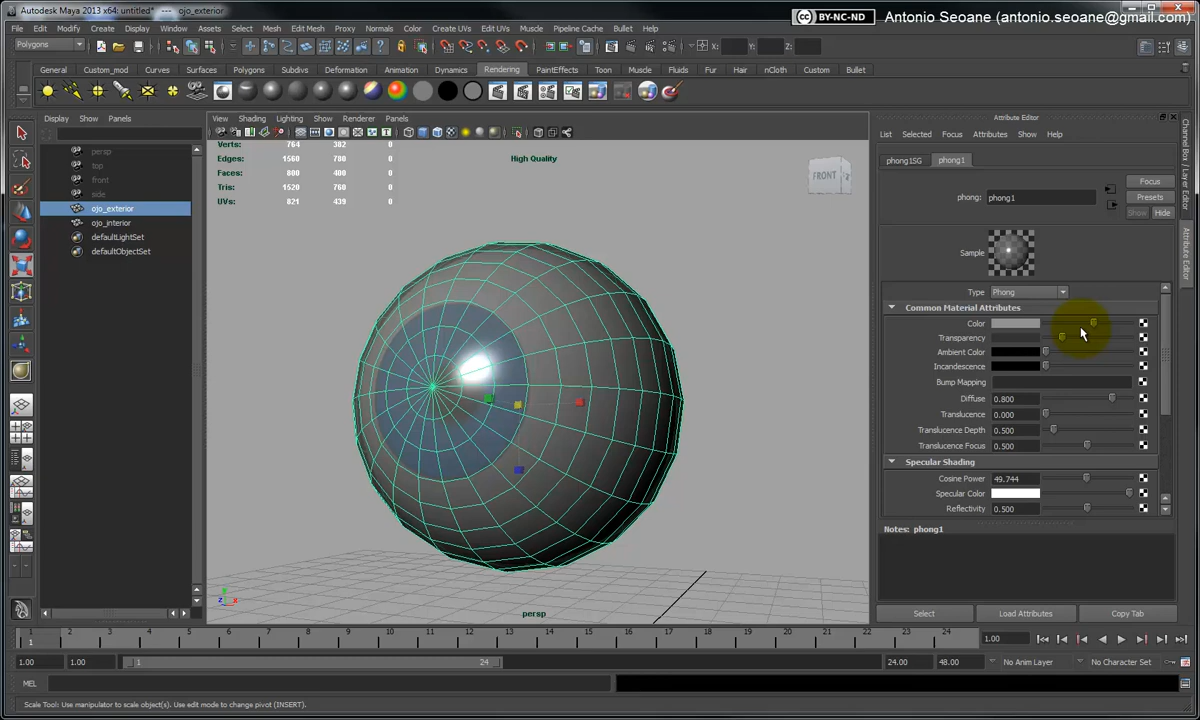 Autodesk Maya 2013 x64: untitled* --- ojo_exterior
CC BY-NC-ND Antonio Seoane (antonio.seoane@gmail.com)
File Edit Modify Create Display Window Assets Select Mesh Edit Mesh Proxy Normals Color Create UVs Edit UVs Muscle Pipeline Cache Bullet Help
Polygons
X: Y: Z:
General Custom_mod Curves Surfaces Polygons Subdivs Deformation Animation Dynamics Rendering PaintEffects Toon Muscle Fluids Fur Hair nCloth Custom Bullet
Display Show Panels
persp
top
front
side
ojo_exterior
ojo_interior
defaultLightSet
defaultObjectSet
View Shading Lighting Show Renderer Panels
Verts: 764 382 0
Edges: 1560 780 0
Faces: 800 400 0
Tris: 1520 760 0
UVs: 821 439 0
High Quality
FRONT
persp
Attribute Editor
List Selected Focus Attributes Show Help
phong1SG phong1
Focus
phong: phong1
Presets
Show Hide
Sample
Type Phong
Common Material Attributes
Color
Transparency
Ambient Color
Incandescence
Bump Mapping
Diffuse 0.800
Translucence 0.000
Translucence Depth 0.500
Translucence Focus 0.500
Specular Shading
Cosine Power 49.744
Specular Color
Reflectivity 0.500
Notes: phong1
Select Load Attributes Copy Tab
Channel Box / Layer Editor
Attribute Editor
1 2 3 4 5 6 7 8 9 10 11 12 13 14 15 16 17 18 19 20 21 22 23 24
1
1.00
1.00 1.00 1 24 24.00 48.00 No Anim Layer No Character Set
MEL
Scale Tool: Use manipulator to scale object(s). Use edit mode to change pivot (INSERT).